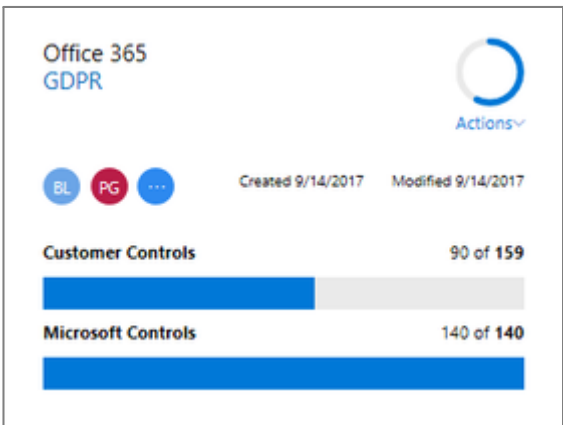 Office 365
GDPR
Actions
BL PG ... Created 9/14/2017 Modified 9/14/2017
Customer Controls 90 of 159
Microsoft Controls 140 of 140